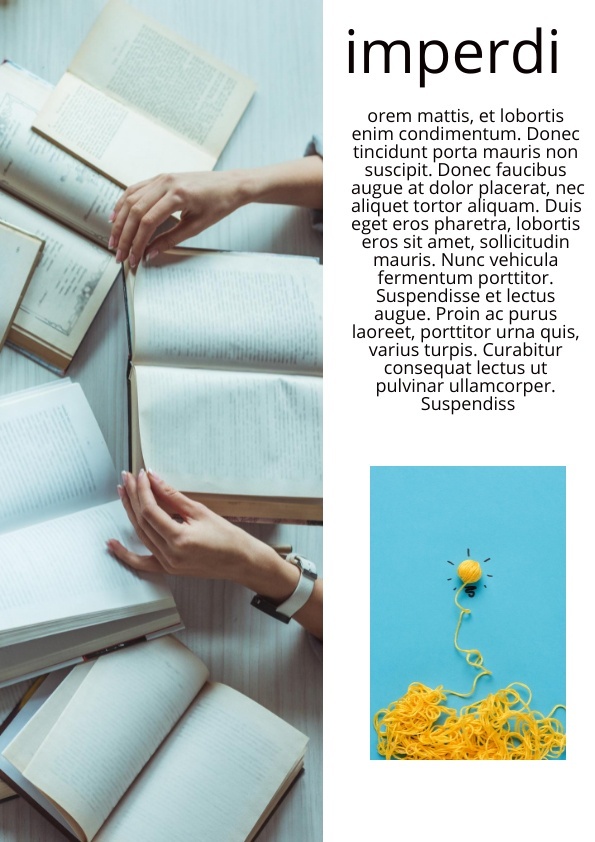 imperdi
orem mattis, et lobortis
enim condimentum. Donec
tincidunt porta mauris non
suscipit. Donec faucibus
augue at dolor placerat, nec
aliquet tortor aliquam. Duis
eget eros pharetra, lobortis
eros sit amet, sollicitudin
mauris. Nunc vehicula
fermentum porttitor.
Suspendisse et lectus
augue. Proin ac purus
laoreet, porttitor urna quis,
varius turpis. Curabitur
consequat lectus ut
pulvinar ullamcorper.
Suspendiss